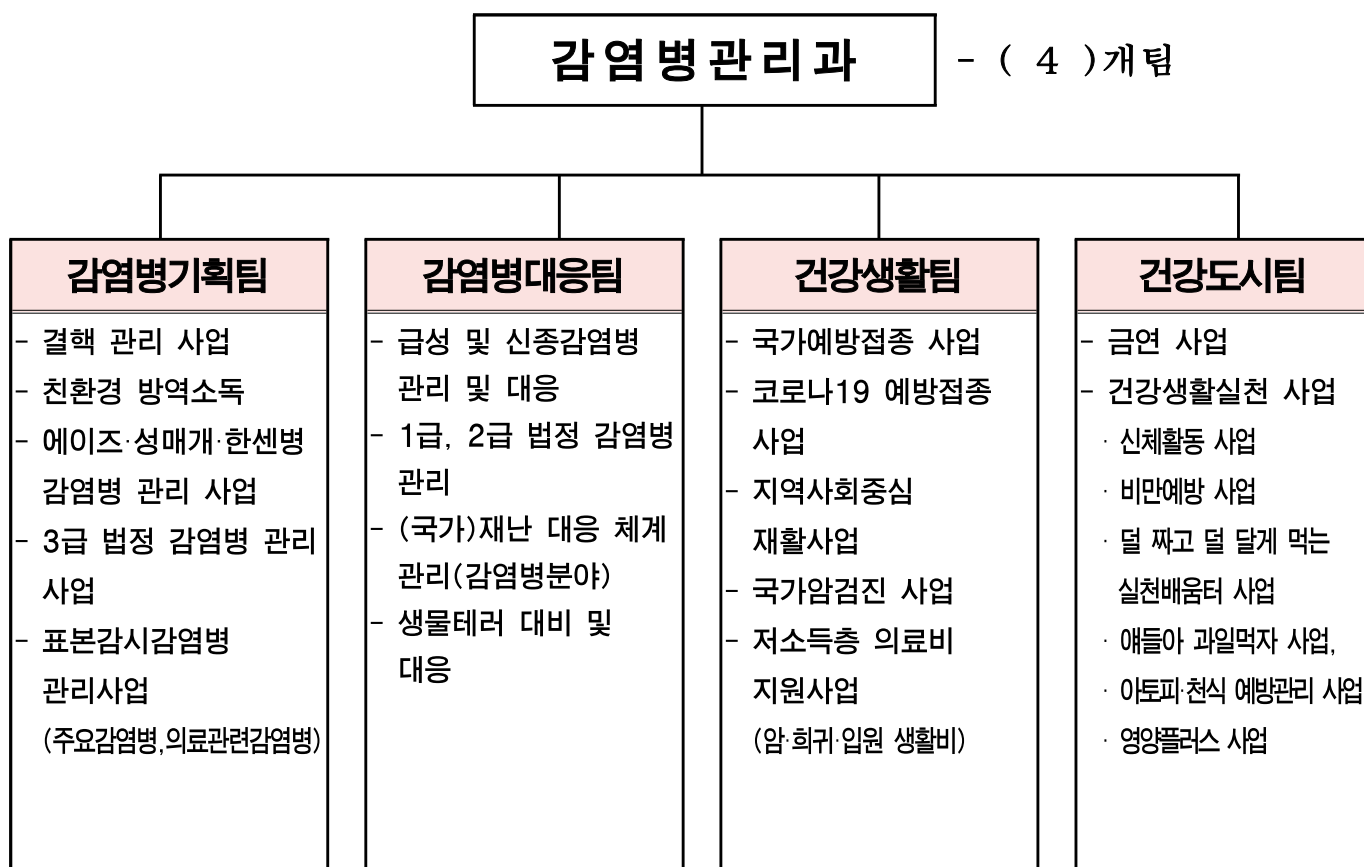 감염병관리과
- ( 4 )개팀
감염병기획팀
- 결핵 관리 사업
- 친환경 방역소독
- 에이즈·성매개·한센병
감염병 관리 사업
- 3급 법정 감염병 관리
사업
- 표본감시감염병
관리사업
(주요감염병,의료관련감염병)
감염병대응팀
- 급성 및 신종감염병
관리 및 대응
- 1급, 2급 법정 감염병
관리
- (국가)재난 대응 체계
관리(감염병분야)
- 생물테러 대비 및
대응
건강생활팀
- 국가예방접종 사업
- 코로나19 예방접종
사업
- 지역사회중심
재활사업
- 국가암검진 사업
- 저소득층 의료비
지원사업
(암·희귀·입원 생활비)
건강도시팀
- 금연 사업
- 건강생활실천 사업
· 신체활동 사업
· 비만예방 사업
· 덜 짜고 덜 달게 먹는
실천배움터 사업
· 얘들아 과일먹자 사업,
· 아토피·천식 예방관리 사업
· 영양플러스 사업